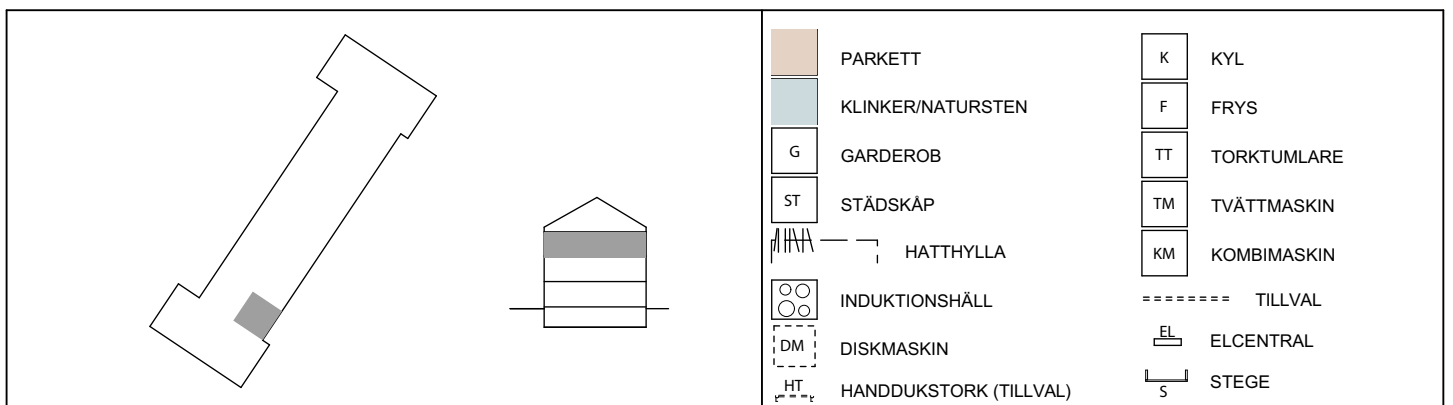 PARKETT
KLINKER/NATURSTEN
G GARDEROB
ST STÄDSKÅP
HATTHYLLA
INDUKTIONSHÄLL
DM DISKMASKIN
HT HANDDUKSTORK (TILLVAL)
K KYL
F FRYS
TT TORKTUMLARE
TM TVÄTTMASKIN
KM KOMBIMASKIN
TILLVAL
EL ELCENTRAL
S STEGE